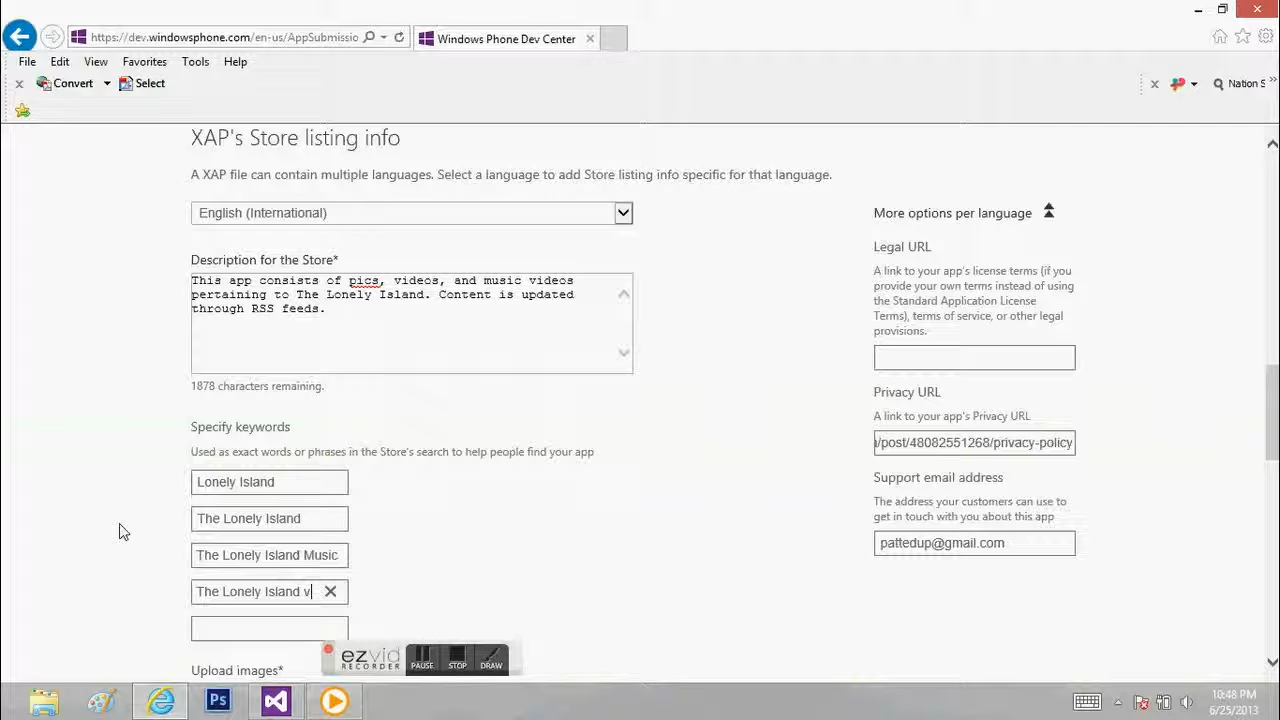 https://dev.windowsphone.com/en-us/AppSubmissio
Windows Phone Dev Center
File Edit View Favorites Tools Help
Convert Select
Nation S
XAP's Store listing info
A XAP file can contain multiple languages. Select a language to add Store listing info specific for that language.
English (International)
Description for the Store*
This app consists of pics, videos, and music videos
pertaining to The Lonely Island. Content is updated
through RSS feeds.
1878 characters remaining.
Specify keywords
Used as exact words or phrases in the Store's search to help people find your app
Lonely Island
The Lonely Island
The Lonely Island Music
The Lonely Island v
Upload images*
More options per language
Legal URL
A link to your app's license terms (if you
provide your own terms instead of using
the Standard Application License
Terms), terms of service, or other legal
provisions.
Privacy URL
A link to your app's Privacy URL
/post/48082551268/privacy-policy
Support email address
The address your customers can use to
get in touch with you about this app
pattedup@gmail.com
ezvid
RECORDER
PAUSE STOP DRAW
Ps
10:48 PM
6/25/2013